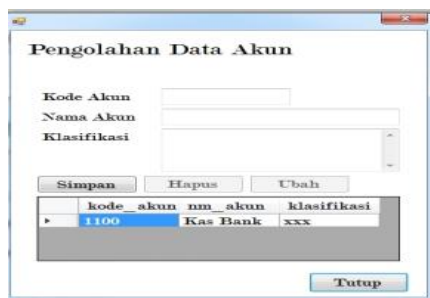 Pengolahan Data Akun
Kode Akun
Nama Akun
Klasifikasi
Simpan Hapus Ubah
kode_akun nm_akun klasifikasi
1100 Kas Bank xxx
Tutup